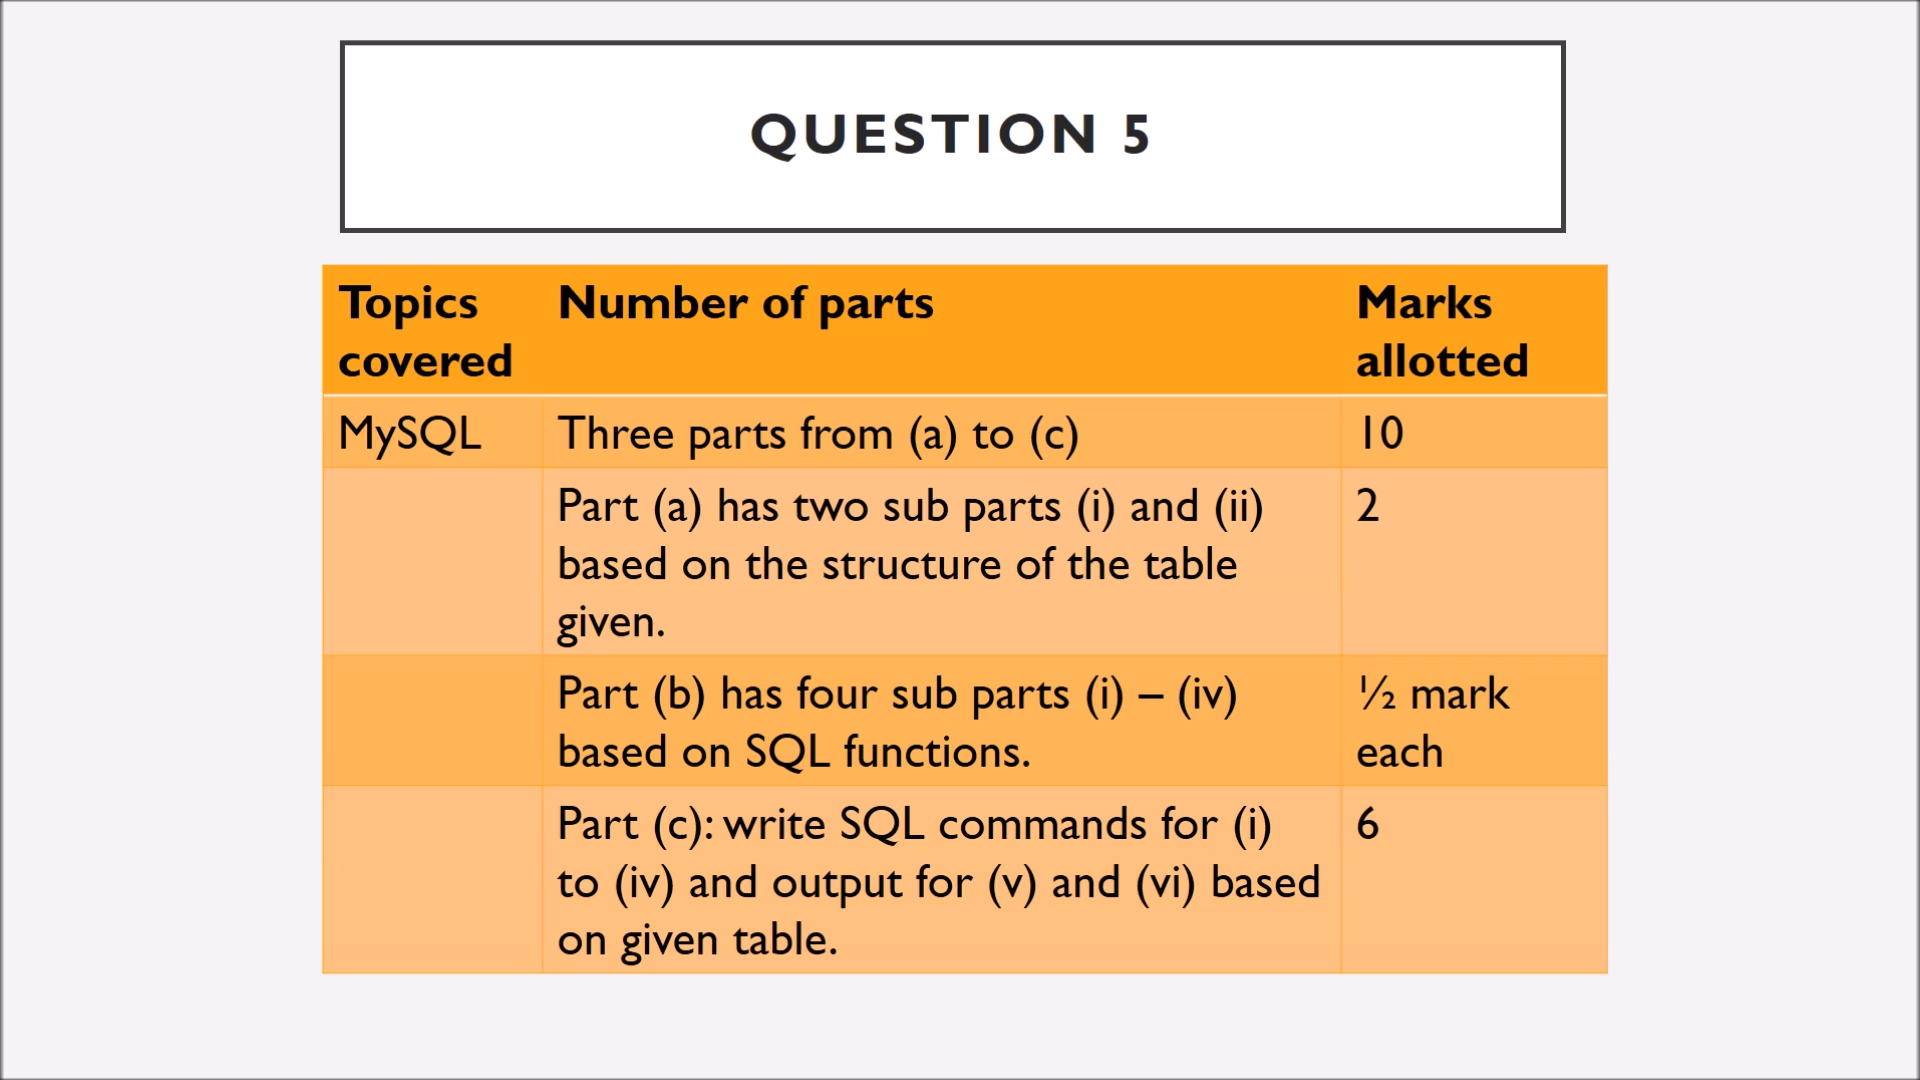 QUESTION 5
Topics covered
Number of parts
Marks allotted
MySQL
Three parts from (a) to (c)
10
Part (a) has two sub parts (i) and (ii)
based on the structure of the table
given.
2
Part (b) has four sub parts (i) – (iv)
based on SQL functions.
½ mark
each
Part (c): write SQL commands for (i)
to (iv) and output for (v) and (vi) based
on given table.
6